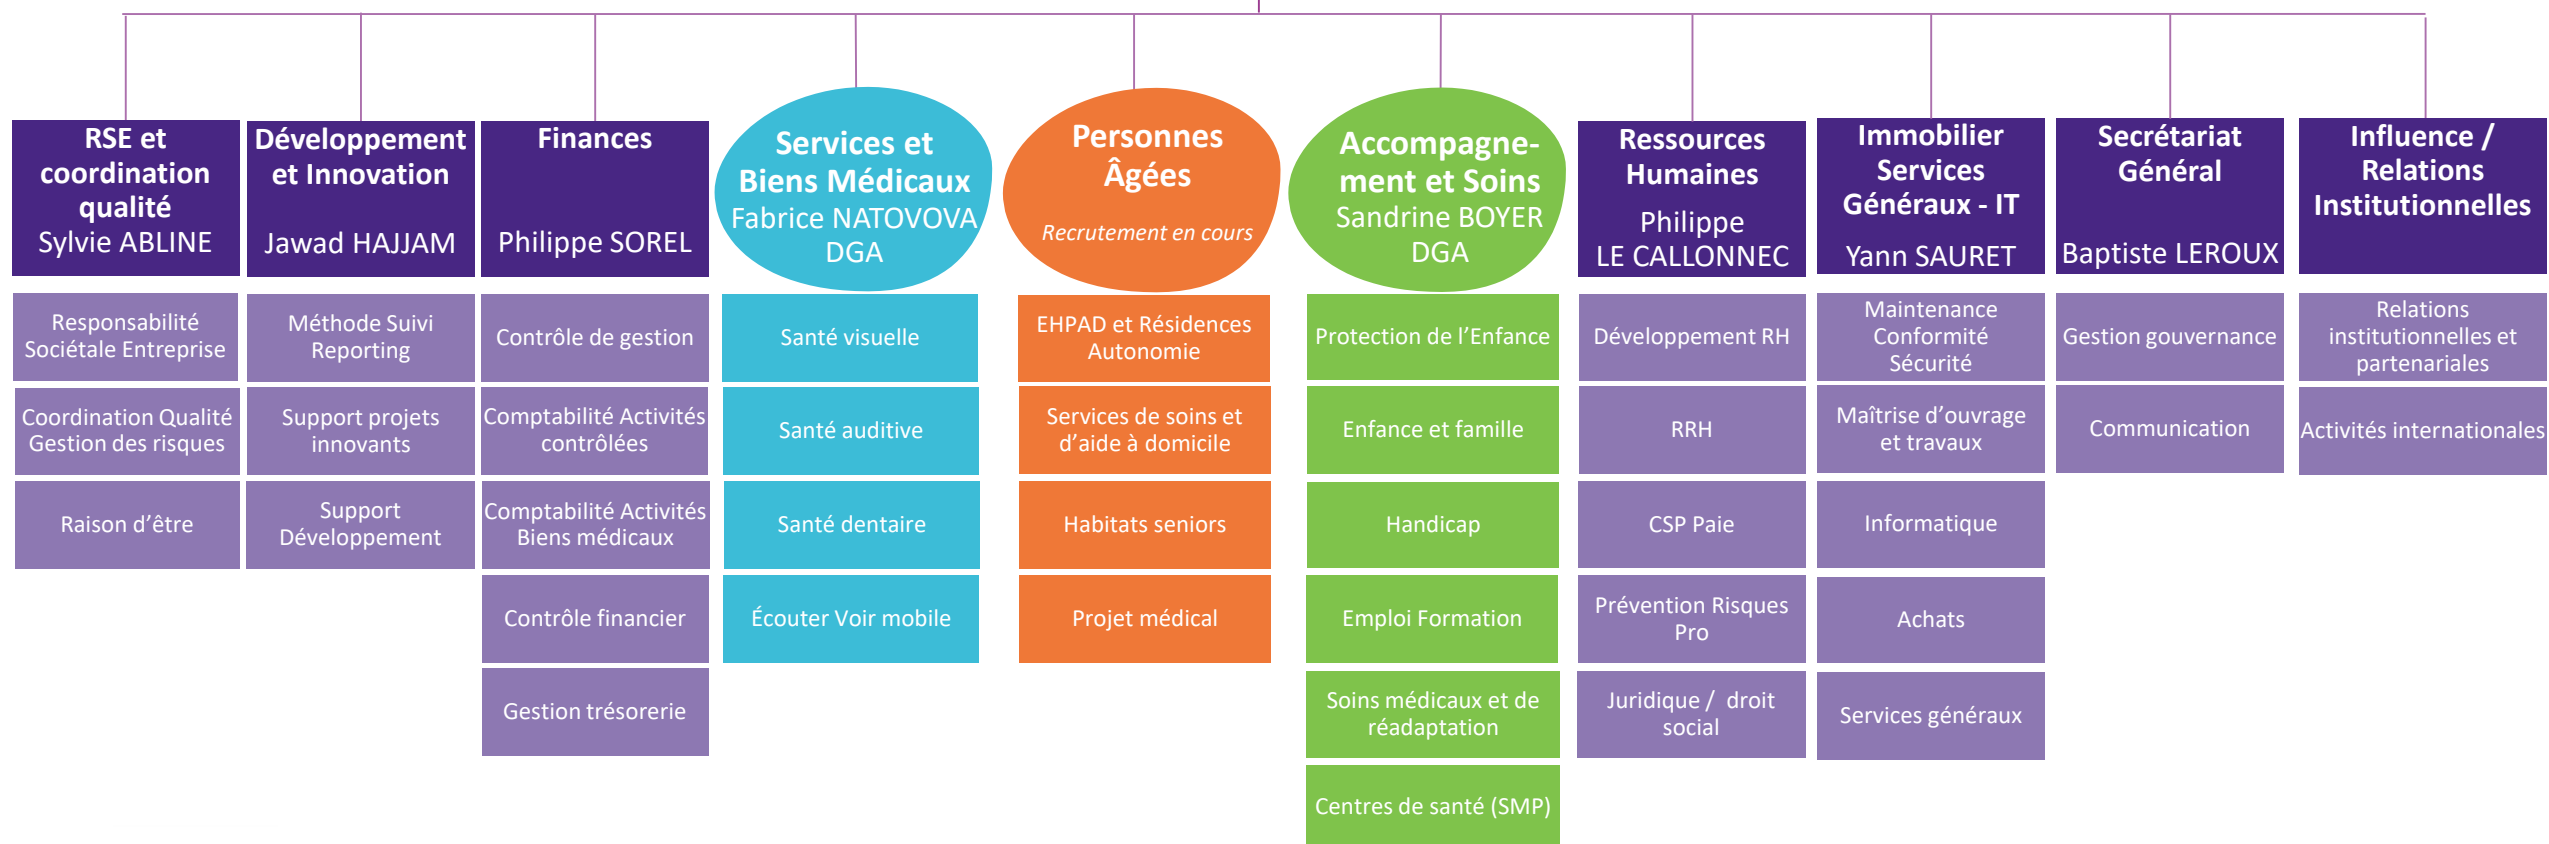 RSE et
coordination
qualité
Sylvie ABLINE
Responsabilité
Sociétale Entreprise
Coordination Qualité
Gestion des risques
Raison d’être
Développement
et Innovation
Jawad HAJJAM
Méthode Suivi
Reporting
Support projets
innovants
Support
Développement
Finances
Philippe SOREL
Contrôle de gestion
Comptabilité Activités
contrôlées
Comptabilité Activités
Biens médicaux
Contrôle financier
Gestion trésorerie
Services et
Biens Médicaux
Fabrice NATOVOVA
DGA
Santé visuelle
Santé auditive
Santé dentaire
Écouter Voir mobile
Personnes
Âgées
Recrutement en cours
EHPAD et Résidences
Autonomie
Services de soins et
d’aide à domicile
Habitats seniors
Projet médical
Accompagne-
ment et Soins
Sandrine BOYER
DGA
Protection de l’Enfance
Enfance et famille
Handicap
Emploi Formation
Soins médicaux et de
réadaptation
Centres de santé (SMP)
Ressources
Humaines
Philippe
LE CALLONNEC
Développement RH
RRH
CSP Paie
Prévention Risques
Pro
Juridique / droit
social
Immobilier
Services
Généraux - IT
Yann SAURET
Maintenance
Conformité
Sécurité
Maîtrise d’ouvrage
et travaux
Informatique
Achats
Services généraux
Secrétariat
Général
Baptiste LEROUX
Gestion gouvernance
Communication
Influence /
Relations
Institutionnelles
Relations
institutionnelles et
partenariales
Activités internationales